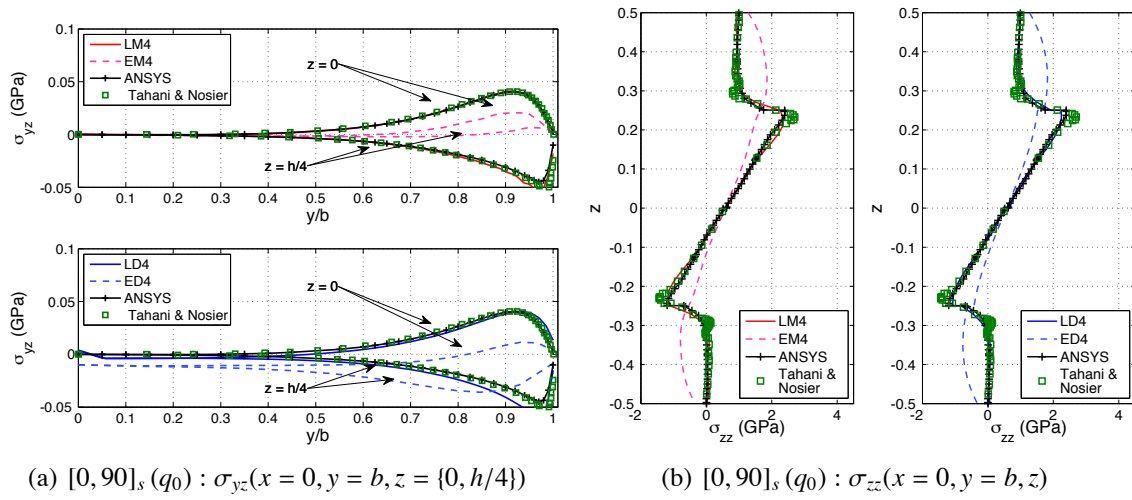 0.1
0.05
0
-0.05
σyz (GPa)
LM4
EM4
ANSYS
Tahani & Nosier
z = 0
z = h/4
0 0.1 0.2 0.3 0.4 0.5 0.6 0.7 0.8 0.9 1
y/b
0.1
0.05
0
-0.05
σyz (GPa)
LD4
ED4
ANSYS
Tahani & Nosier
z = 0
z = h/4
0 0.1 0.2 0.3 0.4 0.5 0.6 0.7 0.8 0.9 1
y/b
(a) [0, 90]s (q0) : σyz(x = 0, y = b, z = {0, h/4})
0.5
0.4
0.3
0.2
0.1
0
-0.1
-0.2
-0.3
-0.4
-0.5
z
LM4
EM4
ANSYS
Tahani &
Nosier
-2 0 2 4
σzz (GPa)
0.5
0.4
0.3
0.2
0.1
0
-0.1
-0.2
-0.3
-0.4
-0.5
z
LD4
ED4
ANSYS
Tahani &
Nosier
-2 0 2 4
σzz (GPa)
(b) [0, 90]s (q0) : σzz(x = 0, y = b, z)